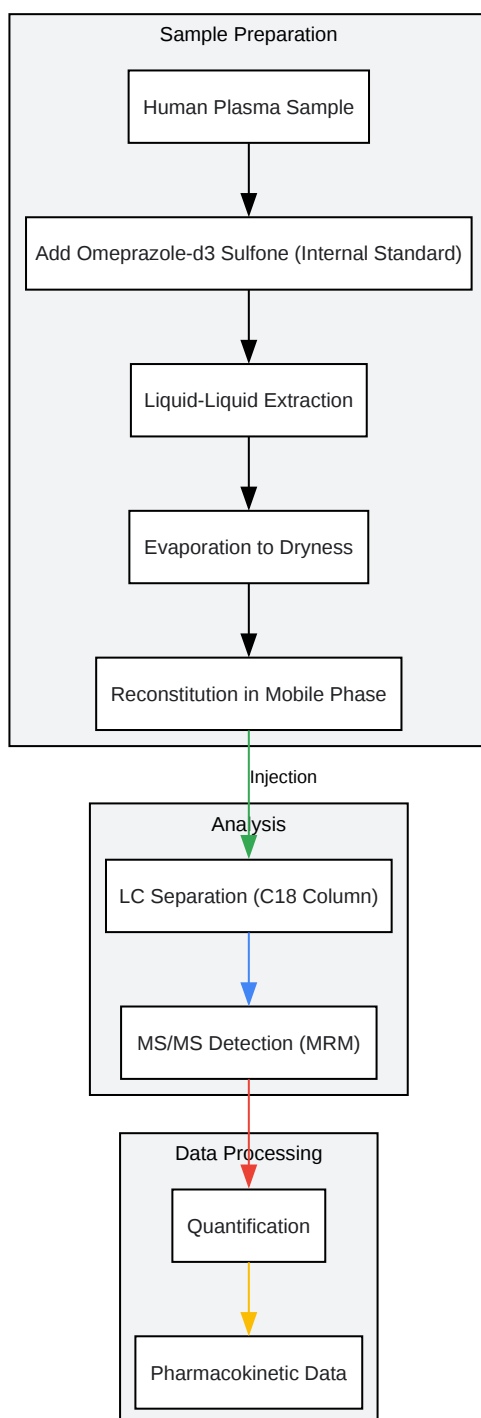 Sample Preparation
Human Plasma Sample
Add Omeprazole-d3 Sulfone (Internal Standard)
Liquid-Liquid Extraction
Evaporation to Dryness
Reconstitution in Mobile Phase
Injection
Analysis
LC Separation (C18 Column)
MS/MS Detection (MRM)
Data Processing
Quantification
Pharmacokinetic Data